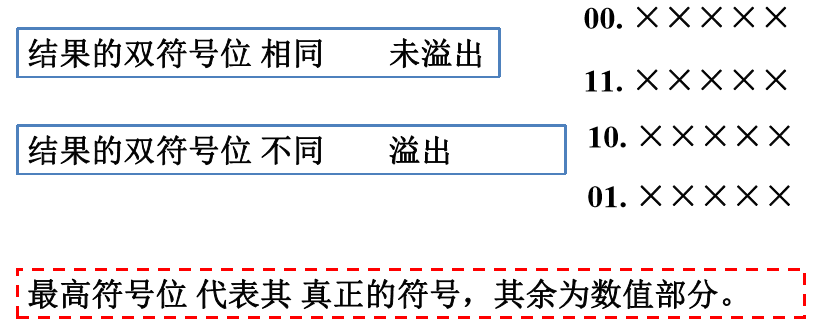 00. ×××××
结果的双符号位 相同 未溢出
11. ×××××
10. ×××××
结果的双符号位 不同 溢出
01. ×××××
最高符号位 代表其 真正的符号，其余为数值部分。